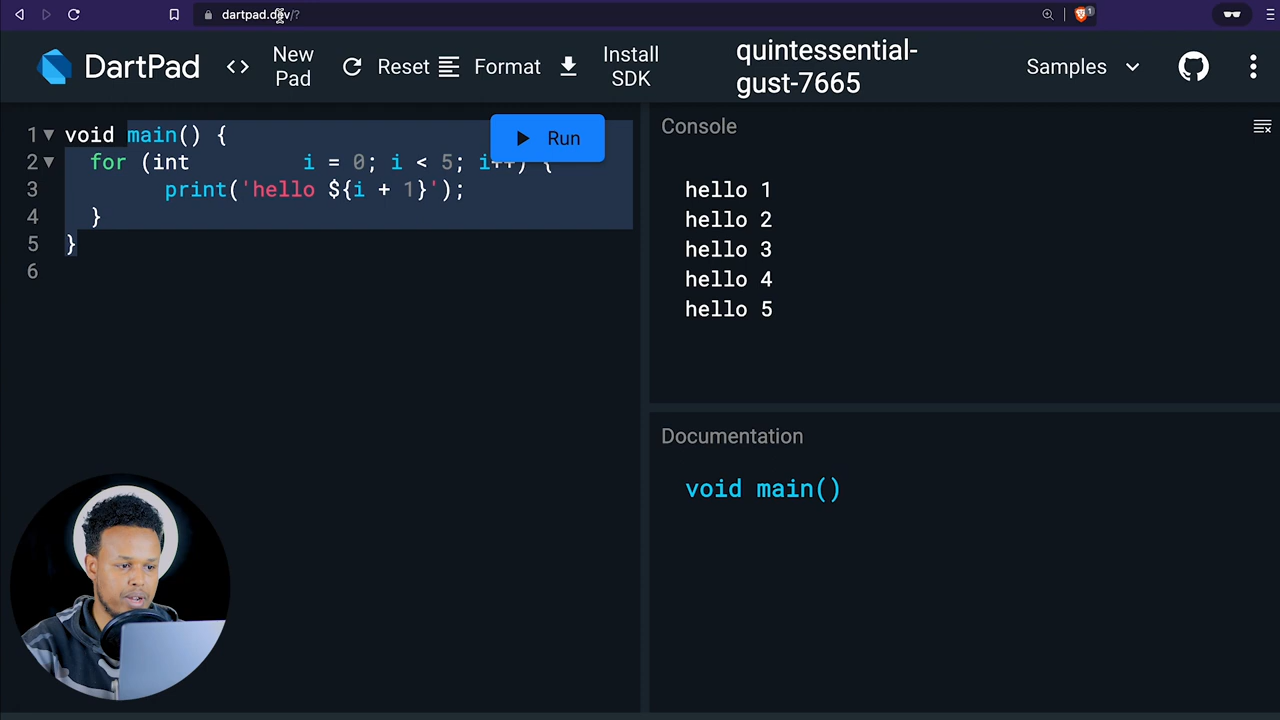 dartpad.dev/?
1
DartPad
New Pad
Reset
Format
Install SDK
quintessential-
gust-7665
Samples
1 void main() {
2 for (int         i = 0; i < 5; i++) {
3 print('hello ${i + 1}');
4 }
5 }
6
Run
Console
hello 1
hello 2
hello 3
hello 4
hello 5
Documentation
void main()